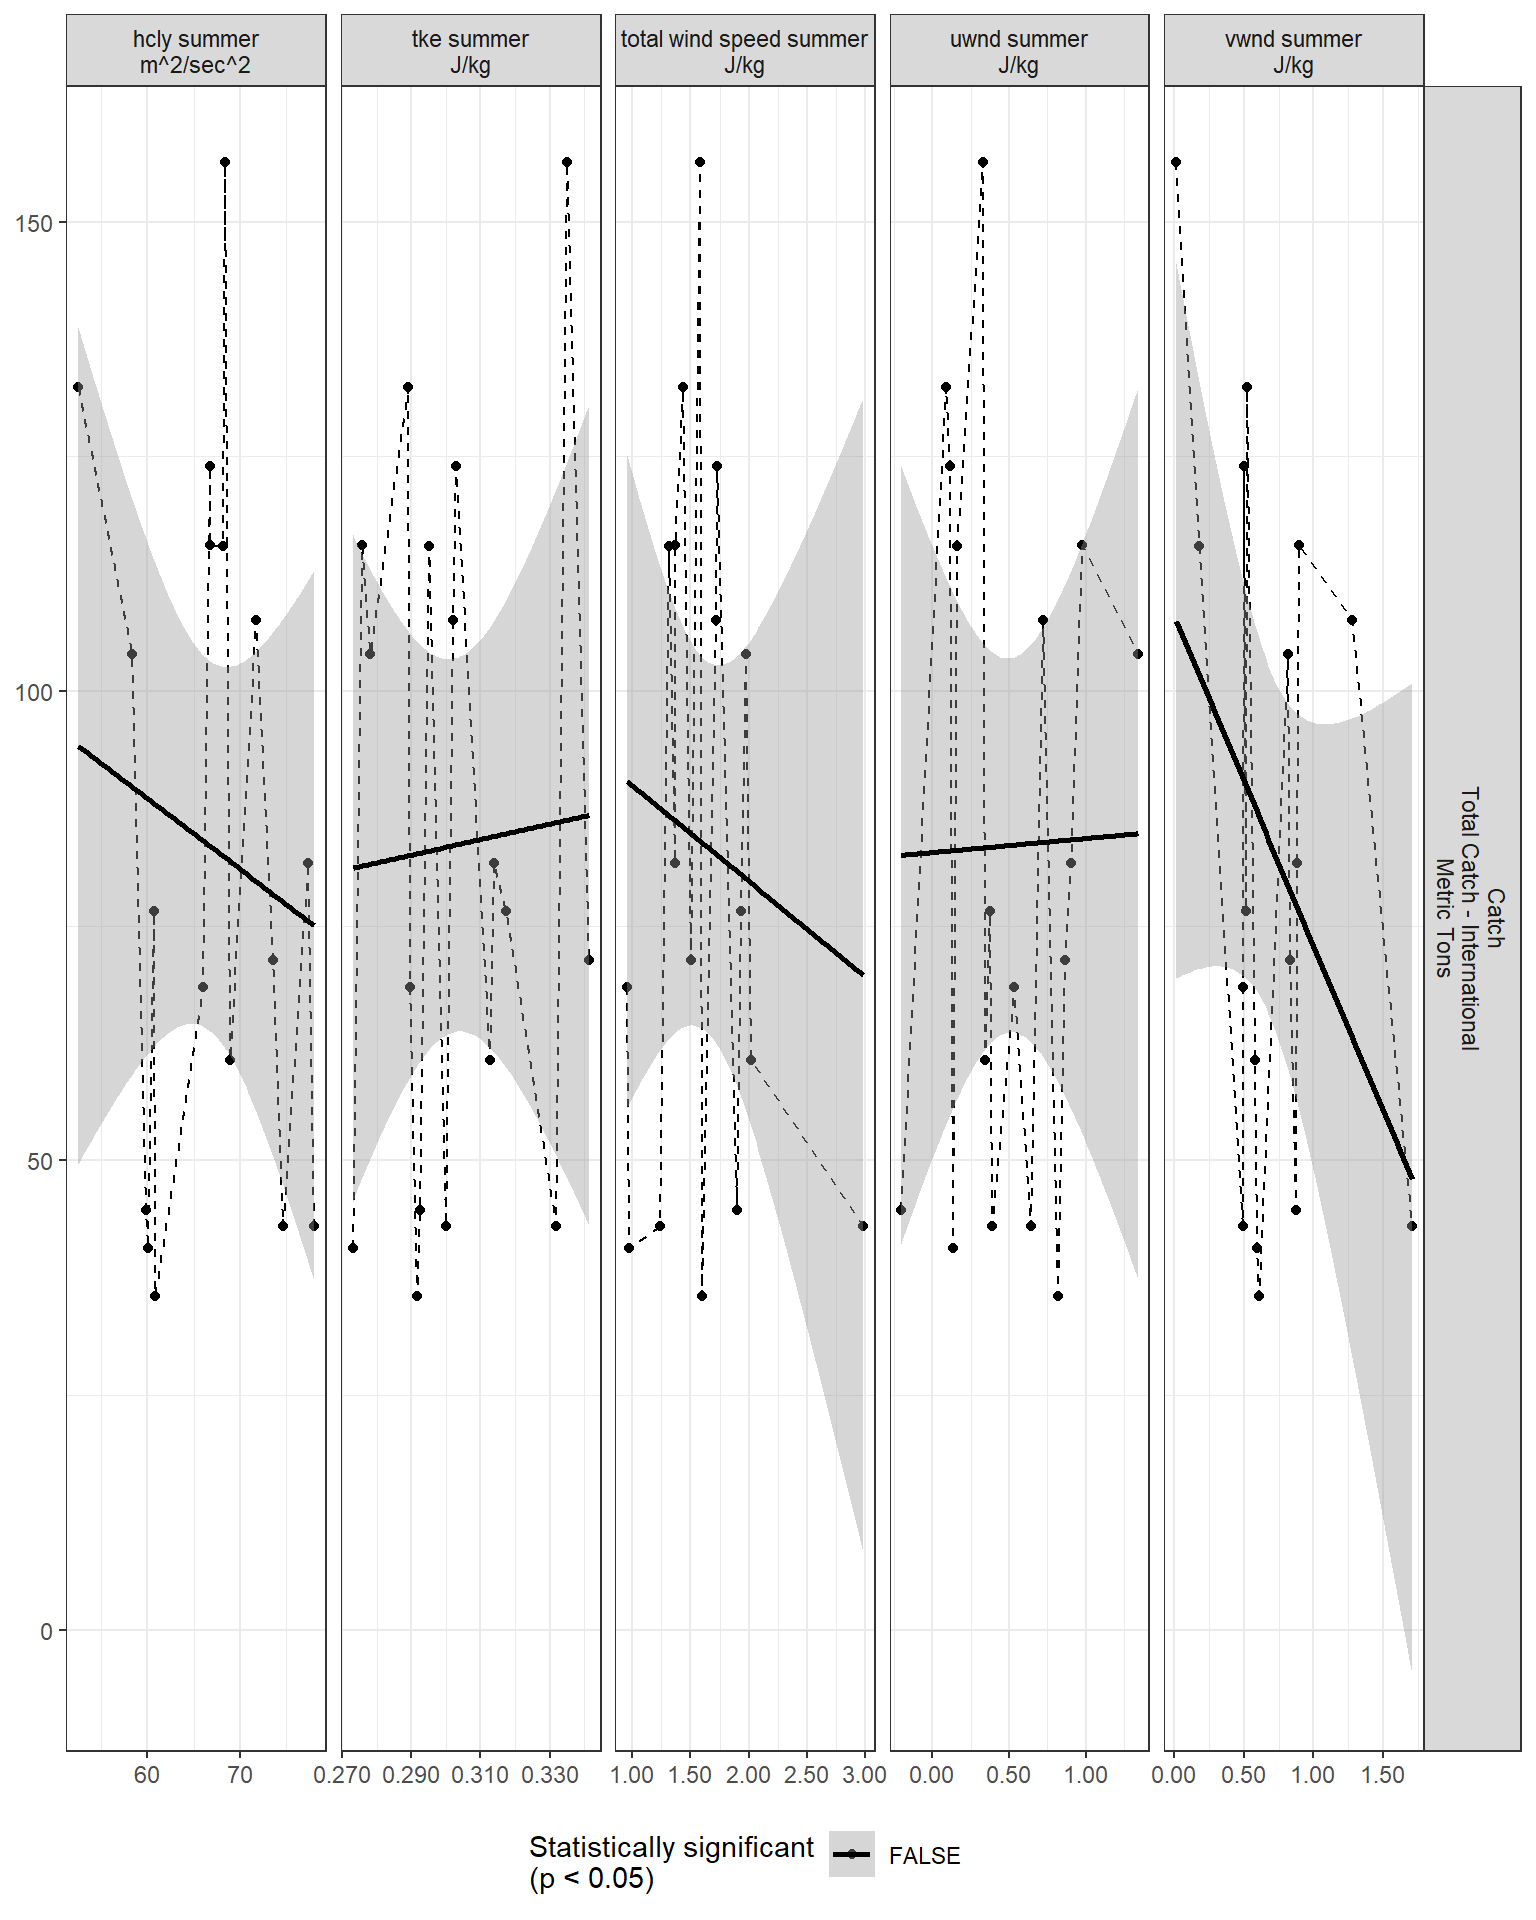 hcly summer
m^2/sec^2
tke summer
J/kg
total wind speed summer
J/kg
uwnd summer
J/kg
vwnd summer
J/kg
150
100
50
0
Catch
Total Catch - International
Metric Tons
60 70
0.270 0.290 0.310 0.330
1.00 1.50 2.00 2.50 3.00
0.00 0.50 1.00
0.00 0.50 1.00 1.50
Statistically significant
(p < 0.05)
FALSE